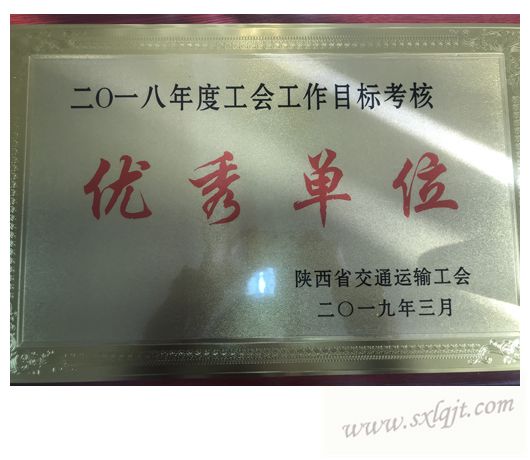 二〇一八年度工会工作目标考核
优秀单位
陕西省交通运输工会
二〇一九年三月
www.sxlqjt.com